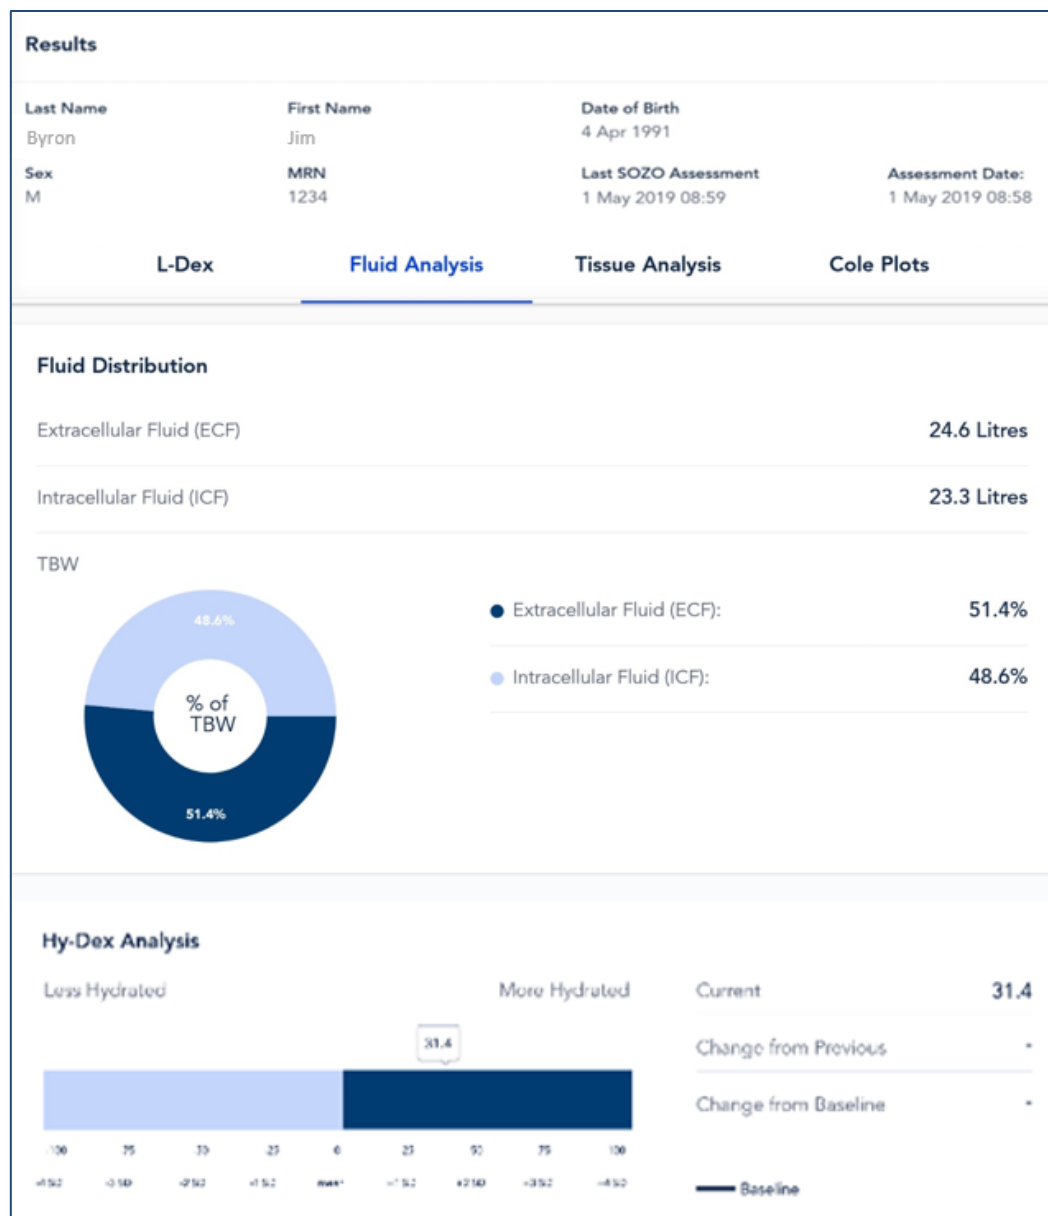 Results
Last Name First Name Date of Birth
Byron Jim 4 Apr 1991
Sex MRN Last SOZO Assessment Assessment Date:
M 1234 1 May 2019 08:59 1 May 2019 08:58
L-Dex Fluid Analysis Tissue Analysis Cole Plots
Fluid Distribution
Extracellular Fluid (ECF) 24.6 Litres
Intracellular Fluid (ICF) 23.3 Litres
TBW
48.6%
% of
TBW
51.4%
Extracellular Fluid (ECF): 51.4%
Intracellular Fluid (ICF): 48.6%
Hy-Dex Analysis
Less Hydrated More Hydrated
31.4
-100 -75 -50 -25 0 25 50 75 100
Current 31.4
Change from Previous -
Change from Baseline -
Baseline